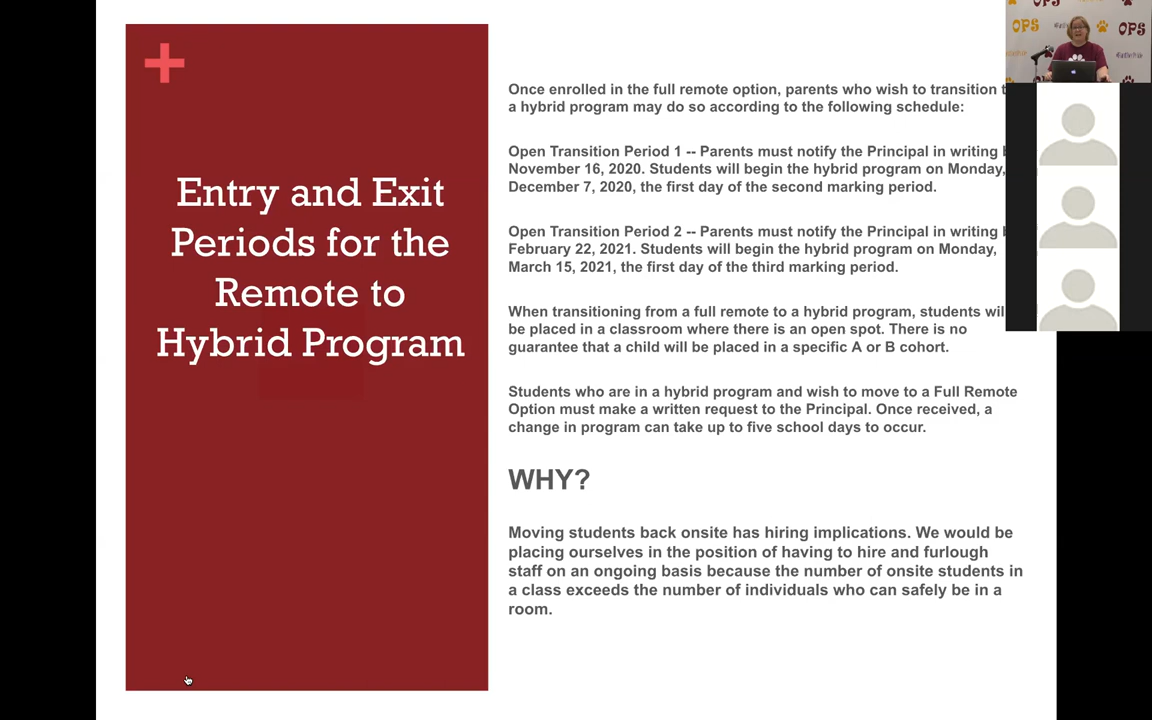 Entry and Exit
Periods for the
Remote to
Hybrid Program
Once enrolled in the full remote option, parents who wish to transition
a hybrid program may do so according to the following schedule:
Open Transition Period 1 -- Parents must notify the Principal in writing
November 16, 2020. Students will begin the hybrid program on Monday,
December 7, 2020, the first day of the second marking period.
Open Transition Period 2 -- Parents must notify the Principal in writing
February 22, 2021. Students will begin the hybrid program on Monday,
March 15, 2021, the first day of the third marking period.
When transitioning from a full remote to a hybrid program, students will
be placed in a classroom where there is an open spot. There is no
guarantee that a child will be placed in a specific A or B cohort.
Students who are in a hybrid program and wish to move to a Full Remote
Option must make a written request to the Principal. Once received, a
change in program can take up to five school days to occur.
WHY?
Moving students back onsite has hiring implications. We would be
placing ourselves in the position of having to hire and furlough
staff on an ongoing basis because the number of onsite students in
a class exceeds the number of individuals who can safely be in a
room.
OPS
OPS